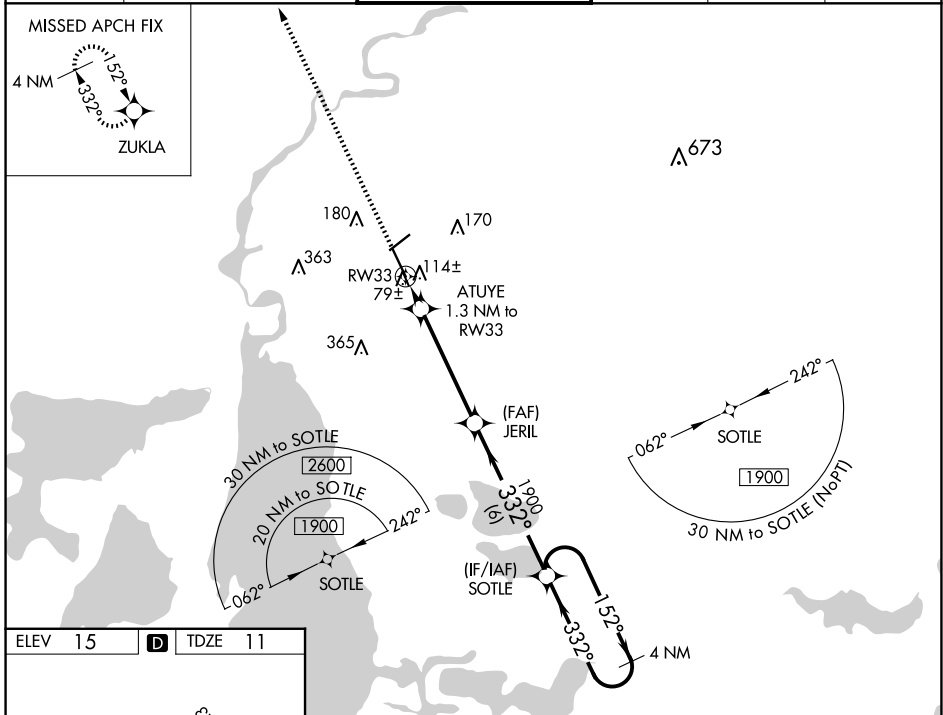 MISSED APCH FIX
4 NM
152°
332°
ZUKLA
673
180
170
363
RW33
114±
79±
ATUYE
1.3 NM to
RW33
365
(FAF)
JERIL
242°
062°
SOTLE
1900
30 NM to SOTLE (NoPT)
30 NM to SOTLE
2600
20 NM to SOTLE
1900
242°
062°
SOTLE
1900
332°
(6)
(IF/IAF)
SOTLE
152°
332°
4 NM
ELEV 15 D TDZE 11